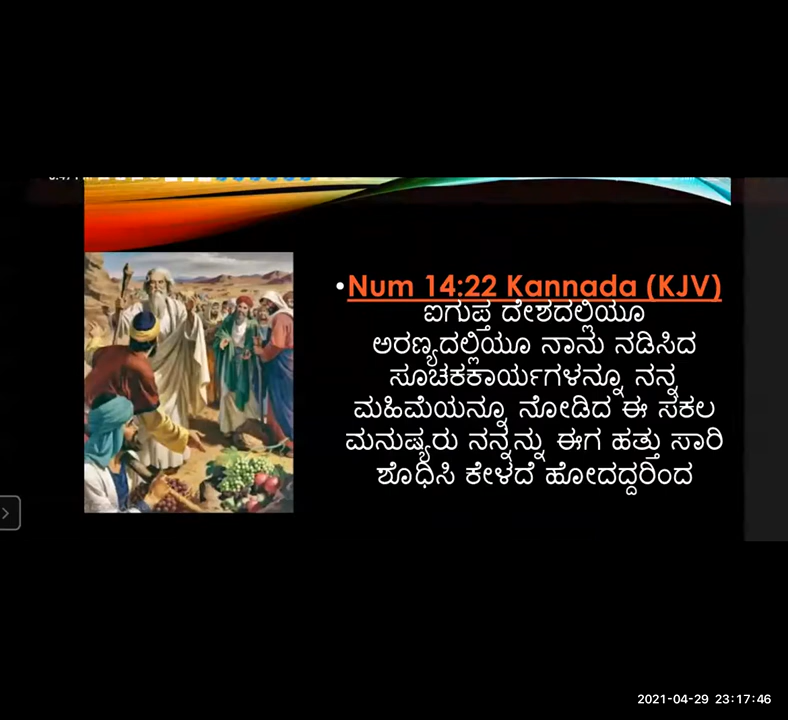 •Num 14:22 Kannada (KJV)
ಐಗುಪ್ತ ದೇಶದಲ್ಲಿಯೂ
ಅರಣ್ಯದಲ್ಲಿಯೂ ನಾನು ನಡಿಸಿದ
ಸೂಚಕಕಾರ್ಯಗಳನ್ನೂ ನನ್ನ
ಮಹಿಮೆಯನ್ನೂ ನೋಡಿದ ಈ ಸಕಲ
ಮನುಷ್ಯರು ನನ್ನನ್ನು ಈಗ ಹತ್ತು ಸಾರಿ
ಶೊಧಿಸಿ ಕೇಳದೆ ಹೋದದ್ದರಿಂದ
2021-04-29 23:17:46